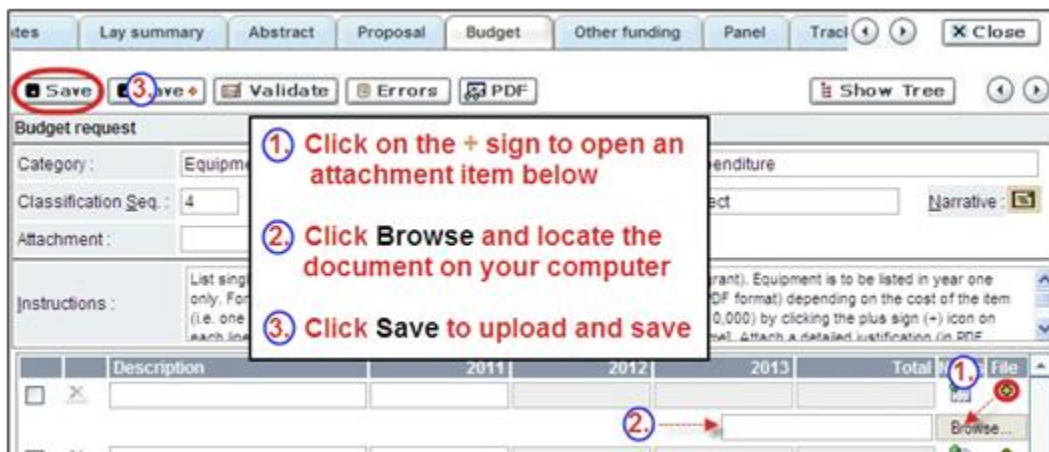 Lay summary Abstract Proposal Budget Other funding Panel Close
Save 3. Validate Errors PDF Show Tree
Budget request
1. Click on the + sign to open an
attachment item below
2. Click Browse and locate the
document on your computer
3. Click Save to upload and save
Category : Equipme enditure
Classification Seq. : 4 ect Narrative :
Attachment :
Instructions :
List sing rant). Equipment is to be listed in year one
only. For DF format) depending on the cost of the item
(i.e. one 0,000) by clicking the plus sign (+) icon on
each line Attach a detailed justification (in PDF
Description 2011 2012 2013 Total 1. File
2. Browse...